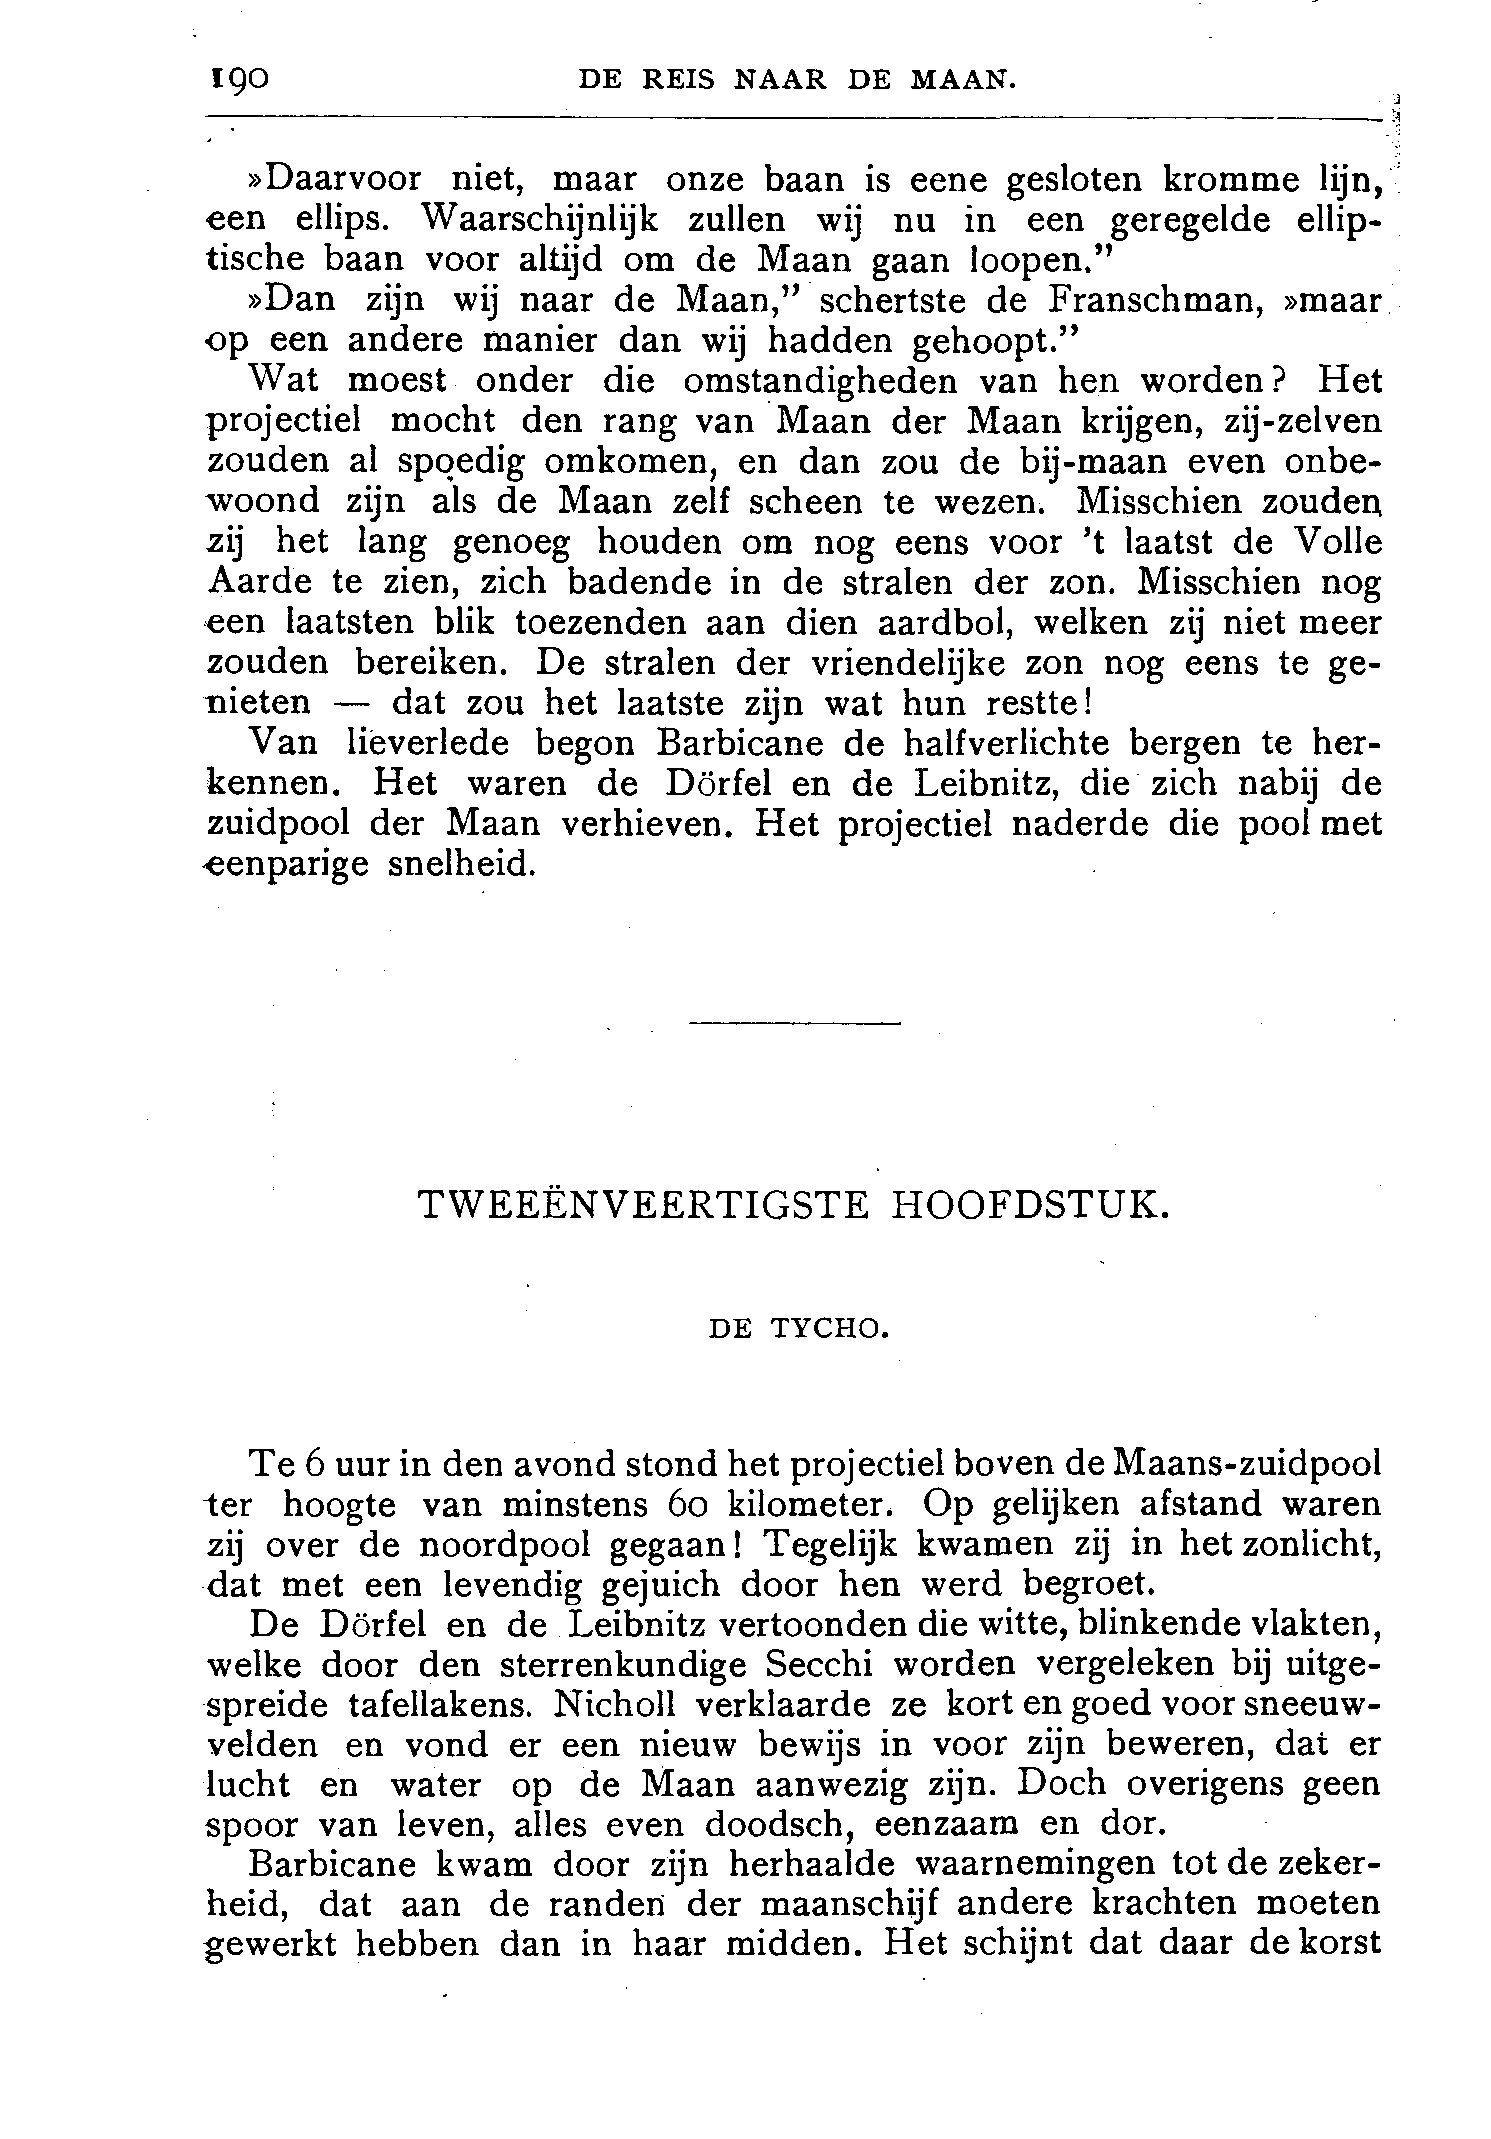 190 DE REIS NAAR DE MAAN.
»Daarvoor niet, maar onze baan is eene gesloten kromme lijn,
een ellips. Waarschijnlijk zullen wij nu in een geregelde ellip-
tische baan voor altijd om de Maan gaan loopen.”
»Dan zijn wij naar de Maan,” schertste de Franschman, »maar
op een andere manier dan wij hadden gehoopt.”
Wat moest onder die omstandigheden van hen worden? Het
projectiel mocht den rang van Maan der Maan krijgen, zij-zelven
zouden al spoedig omkomen, en dan zou de bij-maan even onbe-
woond zijn als de Maan zelf scheen te wezen. Misschien zouden
zij het lang genoeg houden om nog eens voor 't laatst de Volle
Aarde te zien, zich badende in de stralen der zon. Misschien nog
een laatsten blik toezenden aan dien aardbol, welken zij niet meer
zouden bereiken. De stralen der vriendelijke zon nog eens te ge-
nieten — dat zou het laatste zijn wat hun restte!
Van lieverlede begon Barbicane de halfverlichte bergen te her-
kennen. Het waren de Dörfel en de Leibnitz, die zich nabij de
zuidpool der Maan verhieven. Het projectiel naderde die pool met
eenparige snelheid.
TWEEËNVEERTIGSTE HOOFDSTUK.
DE TYCHO.
Te 6 uur in den avond stond het projectiel boven de Maans-zuidpool
ter hoogte van minstens 60 kilometer. Op gelijken afstand waren
zij over de noordpool gegaan! Tegelijk kwamen zij in het zonlicht,
dat met een levendig gejuich door hen werd begroet.
De Dörfel en de Leibnitz vertoonden die witte, blinkende vlakten,
welke door den sterrenkundige Secchi worden vergeleken bij uitge-
spreide tafellakens. Nicholl verklaarde ze kort en goed voor sneeuw-
velden en vond er een nieuw bewijs in voor zijn beweren, dat er
lucht en water op de Maan aanwezig zijn. Doch overigens geen
spoor van leven, alles even doodsch, eenzaam en dor.
Barbicane kwam door zijn herhaalde waarnemingen tot de zeker-
heid, dat aan de randen der maanschijf andere krachten moeten
gewerkt hebben dan in haar midden. Het schijnt dat daar de korst